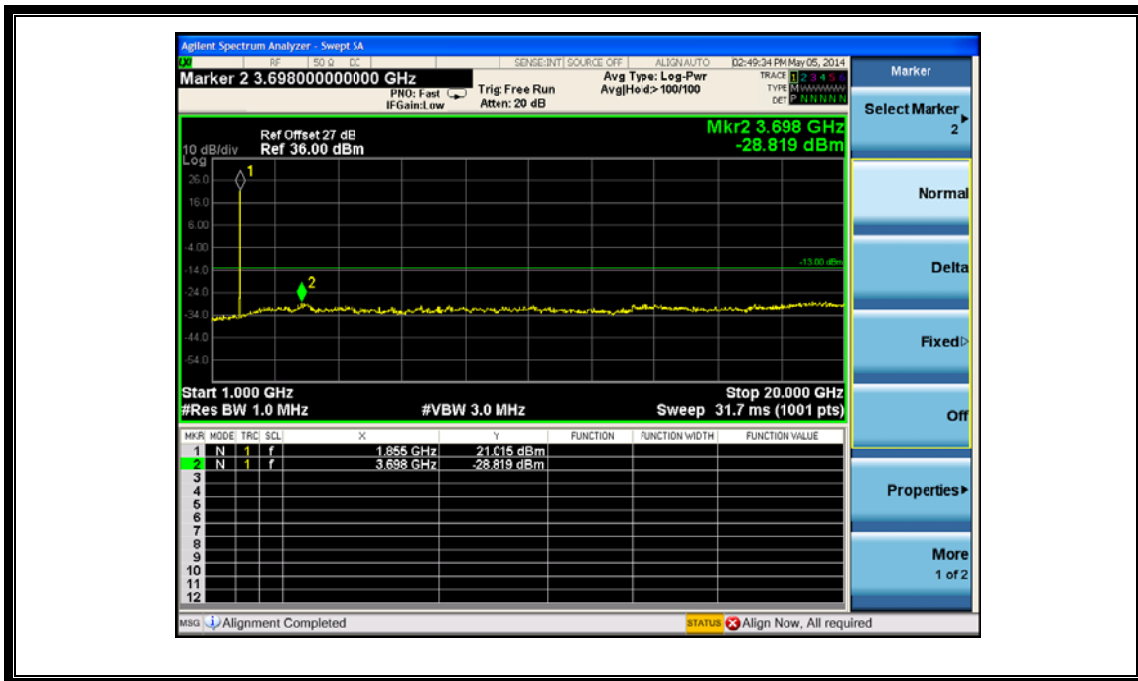 Agilent Spectrum Analyzer - Swept SA
LXI RF 50 Ω DC SENSE:INT SOURCE OFF ALIGN AUTO 02:49:34 PM May 05, 2014
Marker 2 3.698000000000 GHz
PNO: Fast
IFGain:Low
Trig: Free Run
Atten: 20 dB
Avg Type: Log-Pwr
Avg|Hold:> 100/100
TRACE 1 2 3 4 5 6
TYPE M WWWWW
DET P N N N N N
Mkr2 3.698 GHz
-28.819 dBm
Ref Offset 27 dB
10 dB/div Ref 36.00 dBm
Log
26.0
16.0
6.00
-4.00
-14.0
-24.0
-34.0
-44.0
-54.0
1
2
-13.00 dBm
Start 1.000 GHz Stop 20.000 GHz
#Res BW 1.0 MHz #VBW 3.0 MHz Sweep 31.7 ms (1001 pts)
MKR MODE TRC SCL X Y FUNCTION FUNCTION WIDTH FUNCTION VALUE
1 N 1 f 1.855 GHz 21.015 dBm
2 N 1 f 3.698 GHz -28.819 dBm
3
4
5
6
7
8
9
10
11
12
MSG Alignment Completed STATUS Align Now, All required
Marker
Select Marker
2
Normal
Delta
Fixed
Off
Properties
More
1 of 2